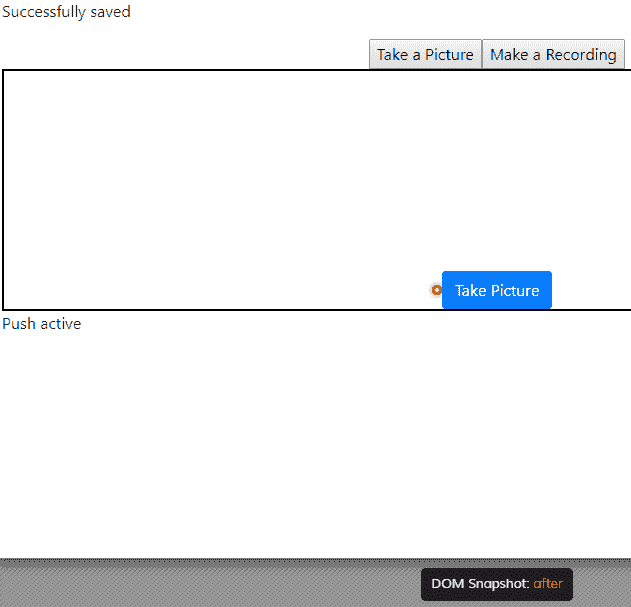 Successfully saved
Take a Picture Make a Recording
Take Picture
Push active
DOM Snapshot: after